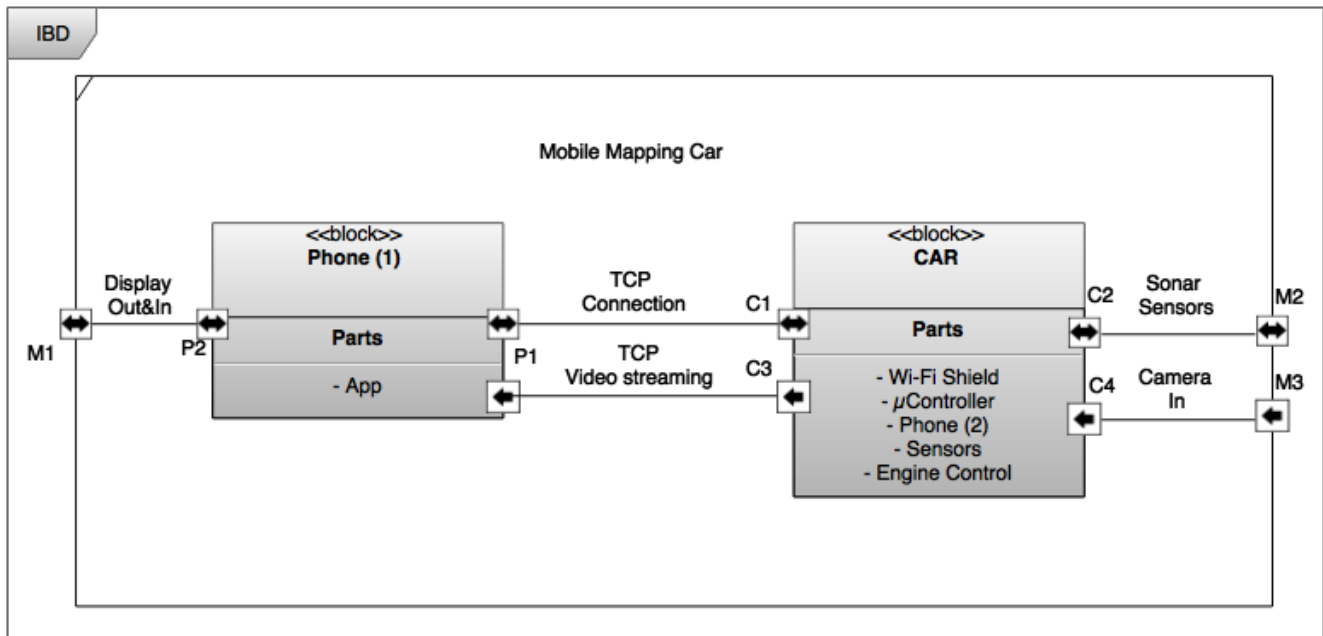 IBD
Mobile Mapping Car
<<block>>
Phone (1)
Parts
- App
<<block>>
CAR
Parts
- Wi-Fi Shield
- µController
- Phone (2)
- Sensors
- Engine Control
Display
Out&In
M1
P2
TCP
Connection
P1
C1
TCP
Video streaming
C3
C2
Sonar
Sensors
M2
C4
Camera
In
M3